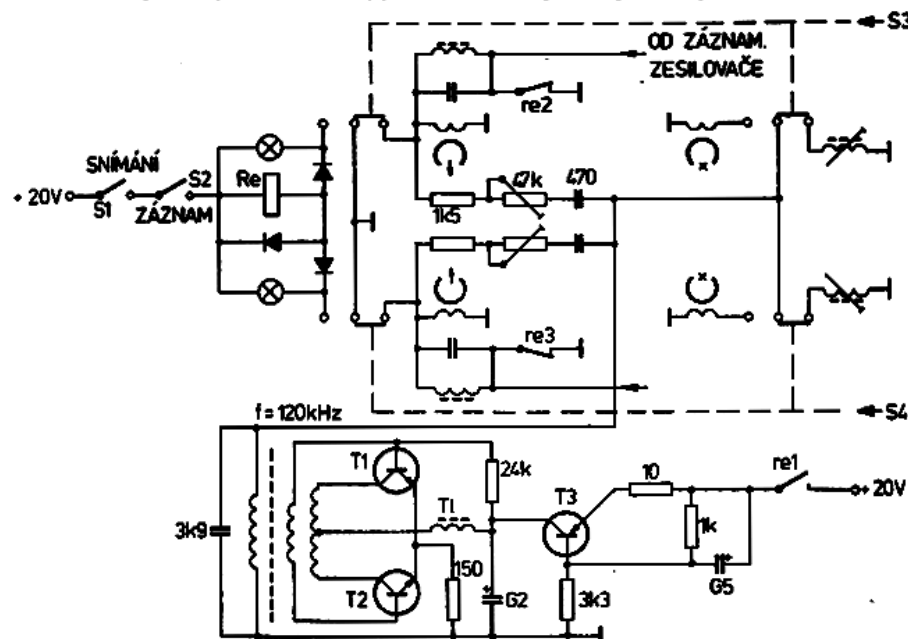 S3
OD ZÁZNAM.
ZESILOVAČE
re2
SNÍMÁNÍ
S2
+ 20V
S1
ZÁZNAM
Re
47k
470
1k5
re3
S4
f = 120kHz
T1
24k
T3
10
re1
+ 20V
Tl
1k
3k9
150
T2
G2
3k3
G5